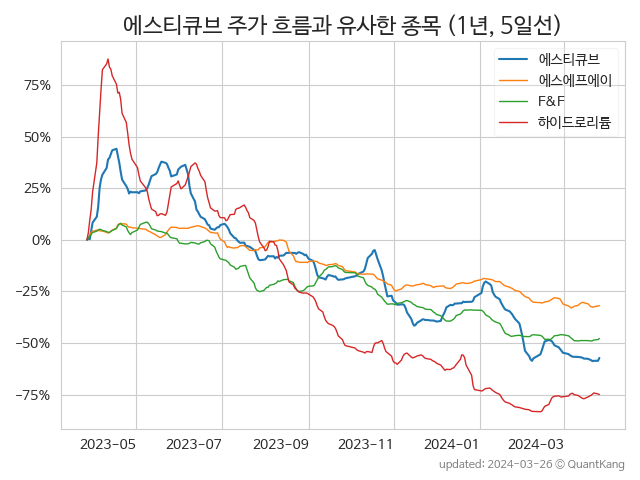 에스티큐브 주가 흐름과 유사한 종목 (1년, 5일선)
에스티큐브
에스에프에이
F&F
하이드로리튬
75%
50%
25%
0%
−25%
−50%
−75%
2023-05 2023-07 2023-09 2023-11 2024-01 2024-03
updated: 2024-03-26 © QuantKang